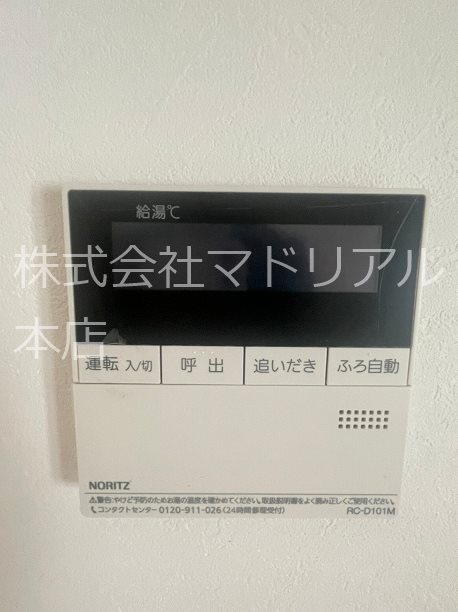 給湯℃
株式会社マドリアル
本店
運転 入/切
呼 出
追いだき
ふろ自動
NORITZ
⚠警告:やけど予防のためお湯の温度を確かめてください。取扱説明書をよく読み正しくご使用ください。
コンタクトセンター 0120-911-026(24時間修理受付)
RC-D101M